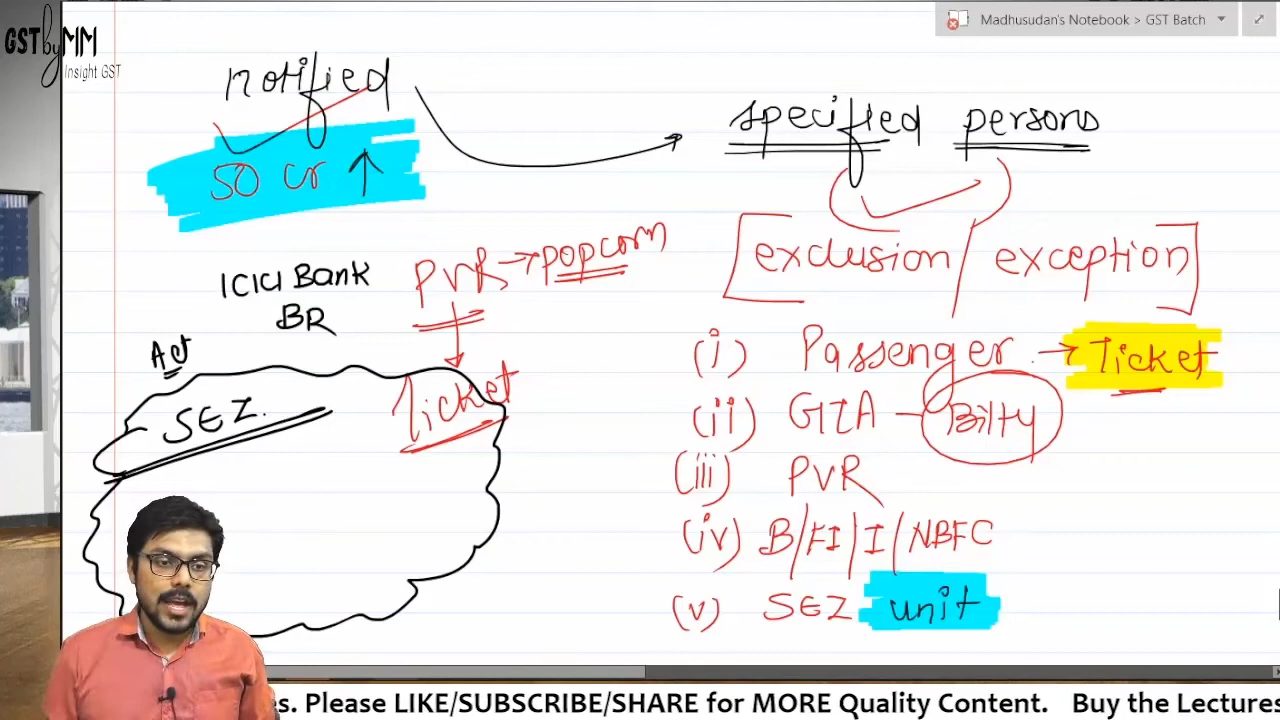 GST by MM
Insight GST
Madhusudan's Notebook > GST Batch
notified
50 cr ↑
specified persons
[exclusion / exception]
ICICI Bank
BR
PVR → popcorn
Ticket
Act
SEZ.
(i) Passenger → Ticket
(ii) GTA - Bilty
(iii) PVR
(iv) B/FI/I/NBFC
(v) SEZ unit
s. Please LIKE/SUBSCRIBE/SHARE for MORE Quality Content. Buy the Lectures